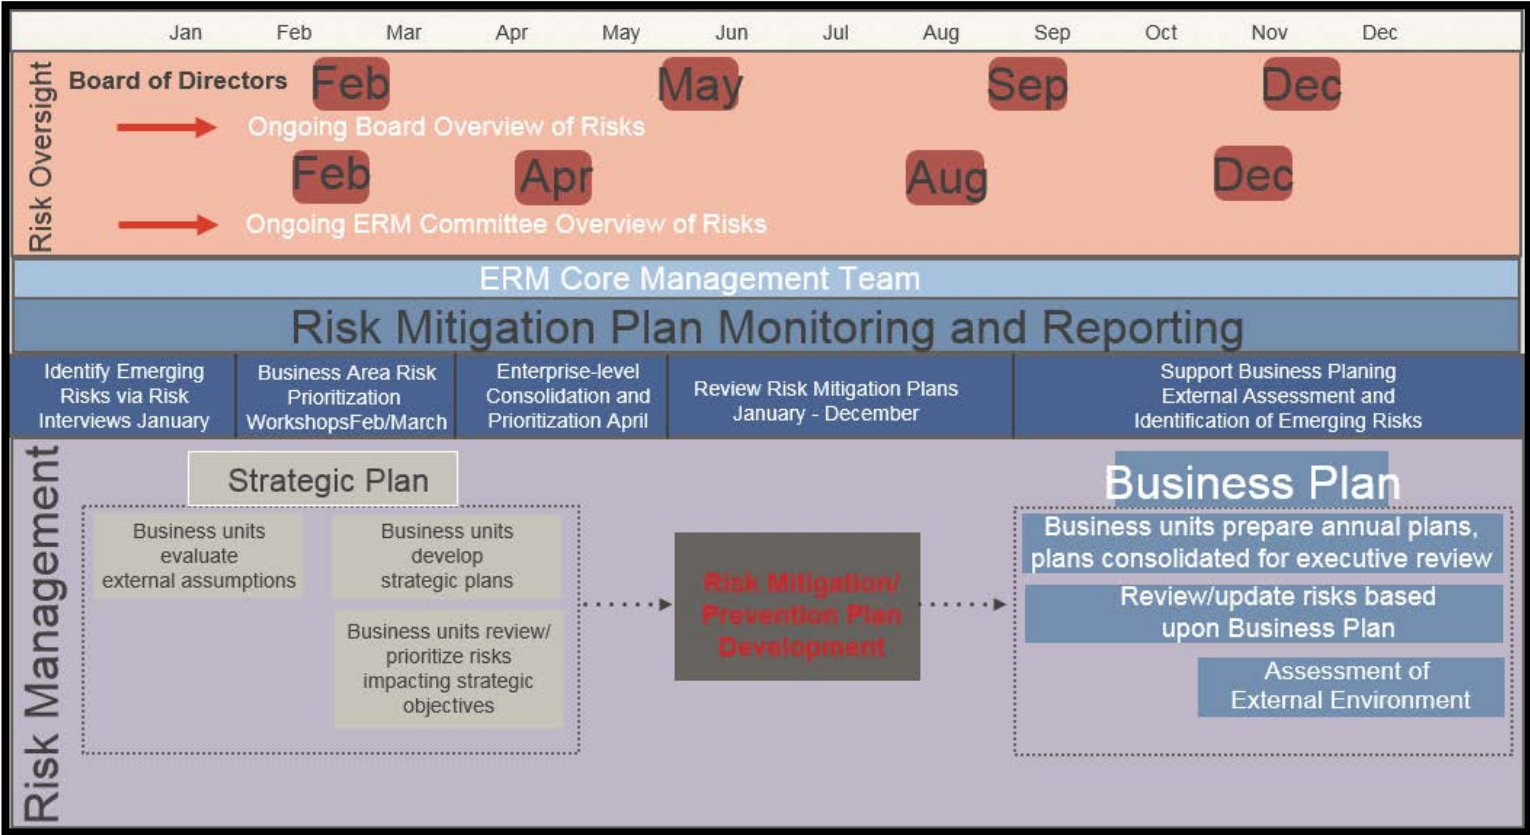 Jan Feb Mar Apr May Jun Jul Aug Sep Oct Nov Dec
Risk Oversight
Board of Directors
Feb May Sep Dec
Ongoing Board Overview of Risks
Feb Apr Aug Dec
Ongoing ERM Committee Overview of Risks
ERM Core Management Team
Risk Mitigation Plan Monitoring and Reporting
Identify Emerging
Risks via Risk
Interviews January
Business Area Risk
Prioritization
WorkshopsFeb/March
Enterprise-level
Consolidation and
Prioritization April
Review Risk Mitigation Plans
January - December
Support Business Planing
External Assessment and
Identification of Emerging Risks
Risk Management
Strategic Plan
Business units
evaluate
external assumptions
Business units
develop
strategic plans
Business units review/
prioritize risks
impacting strategic
objectives
Risk Mitigation/
Prevention Plan
Development
Business Plan
Business units prepare annual plans,
plans consolidated for executive review
Review/update risks based
upon Business Plan
Assessment of
External Environment